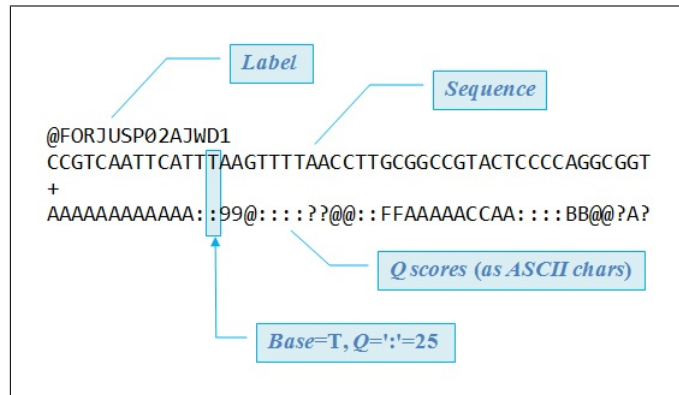 Label
Sequence
@FORJUSP02AJWD1
CCGTCAATTCATTTAAGTTTTAACCTTGCGGCCGTACTCCCCAGGCGGT
+
AAAAAAAAAAAA::99@::::??@@::FFAAAAACCAA::::BB@@?A?
Q scores (as ASCII chars)
Base=T, Q=':'=25